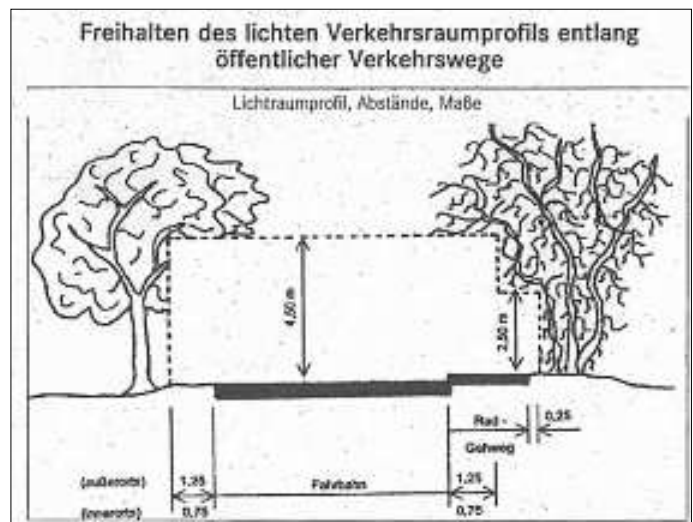 Freihalten des lichten Verkehrsraumprofils entlang
öffentlicher Verkehrswege
Lichtraumprofil, Abstände, Maße
4,50 m
2,50 m
Rad -
0,25
Gehweg
(außerorts) 1,25 Fahrbahn 1,25
(innerorts) 0,75 0,75